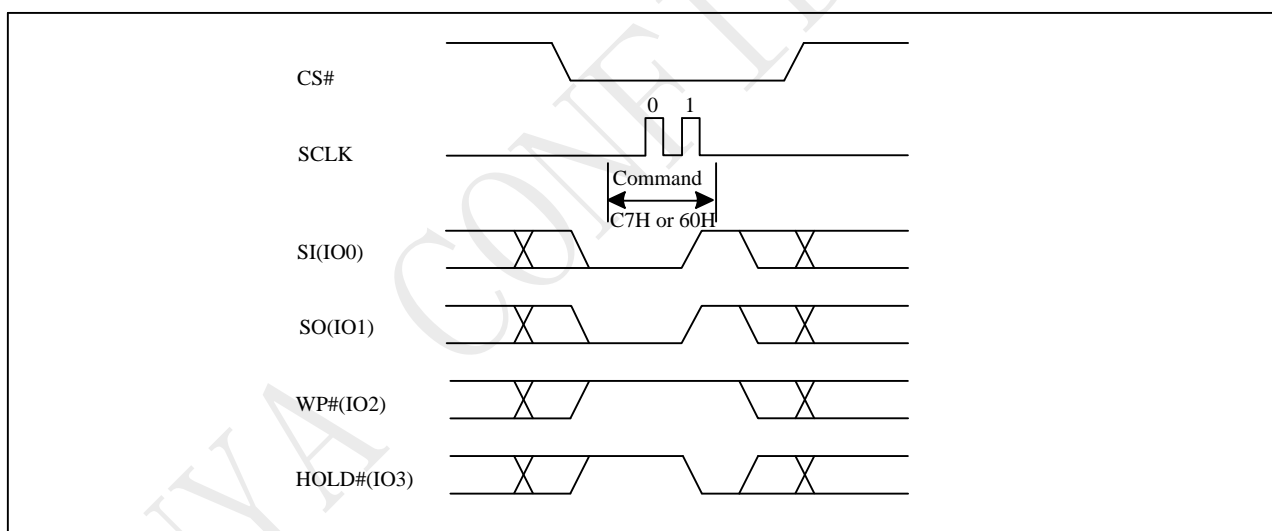 CS#
0 1
SCLK
Command
C7H or 60H
SI(IO0)
SO(IO1)
WP#(IO2)
HOLD#(IO3)